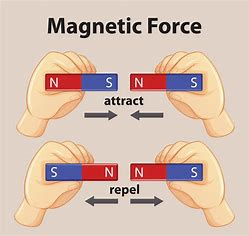 Magnetic Force
N S N S
attract
S N N S
repel